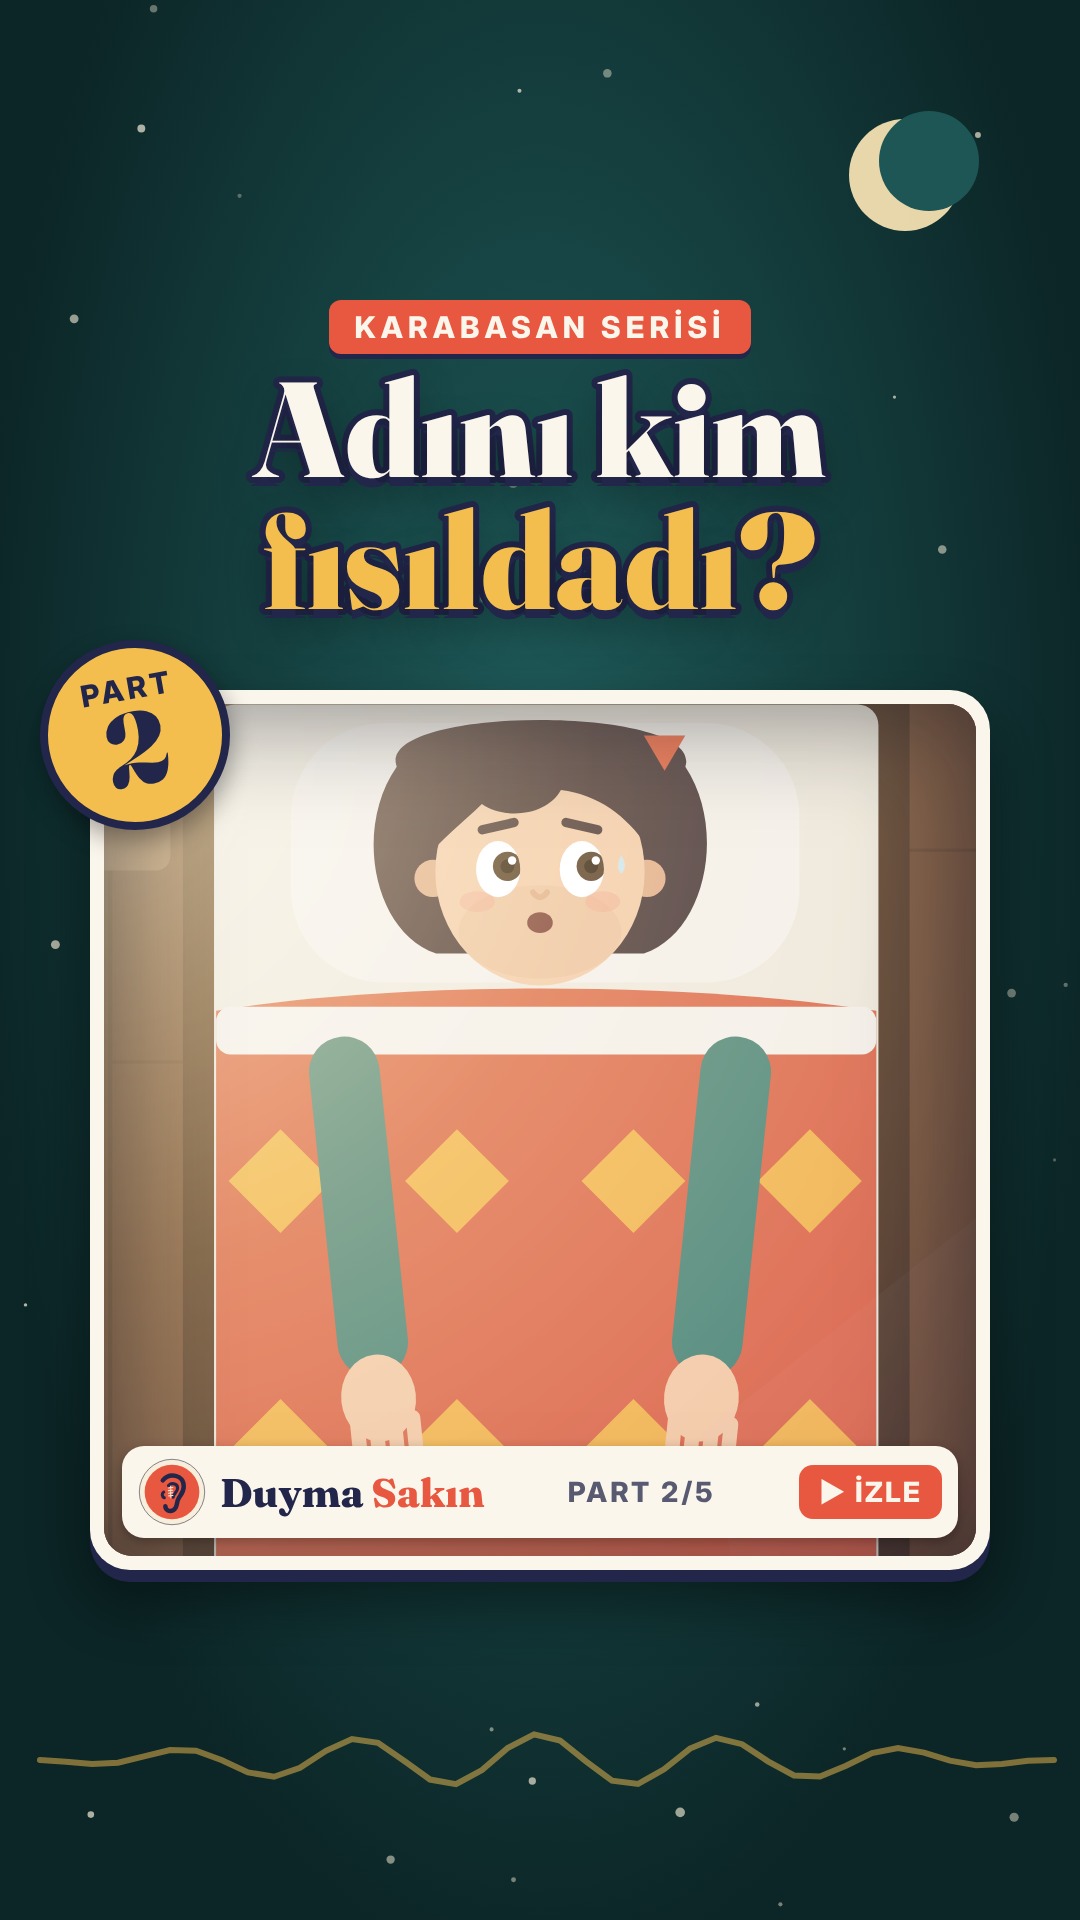 KARABASAN SERİSİ
Adını kim
fısıldadı?
PART
2
Duyma Sakın
PART 2/5
İZLE